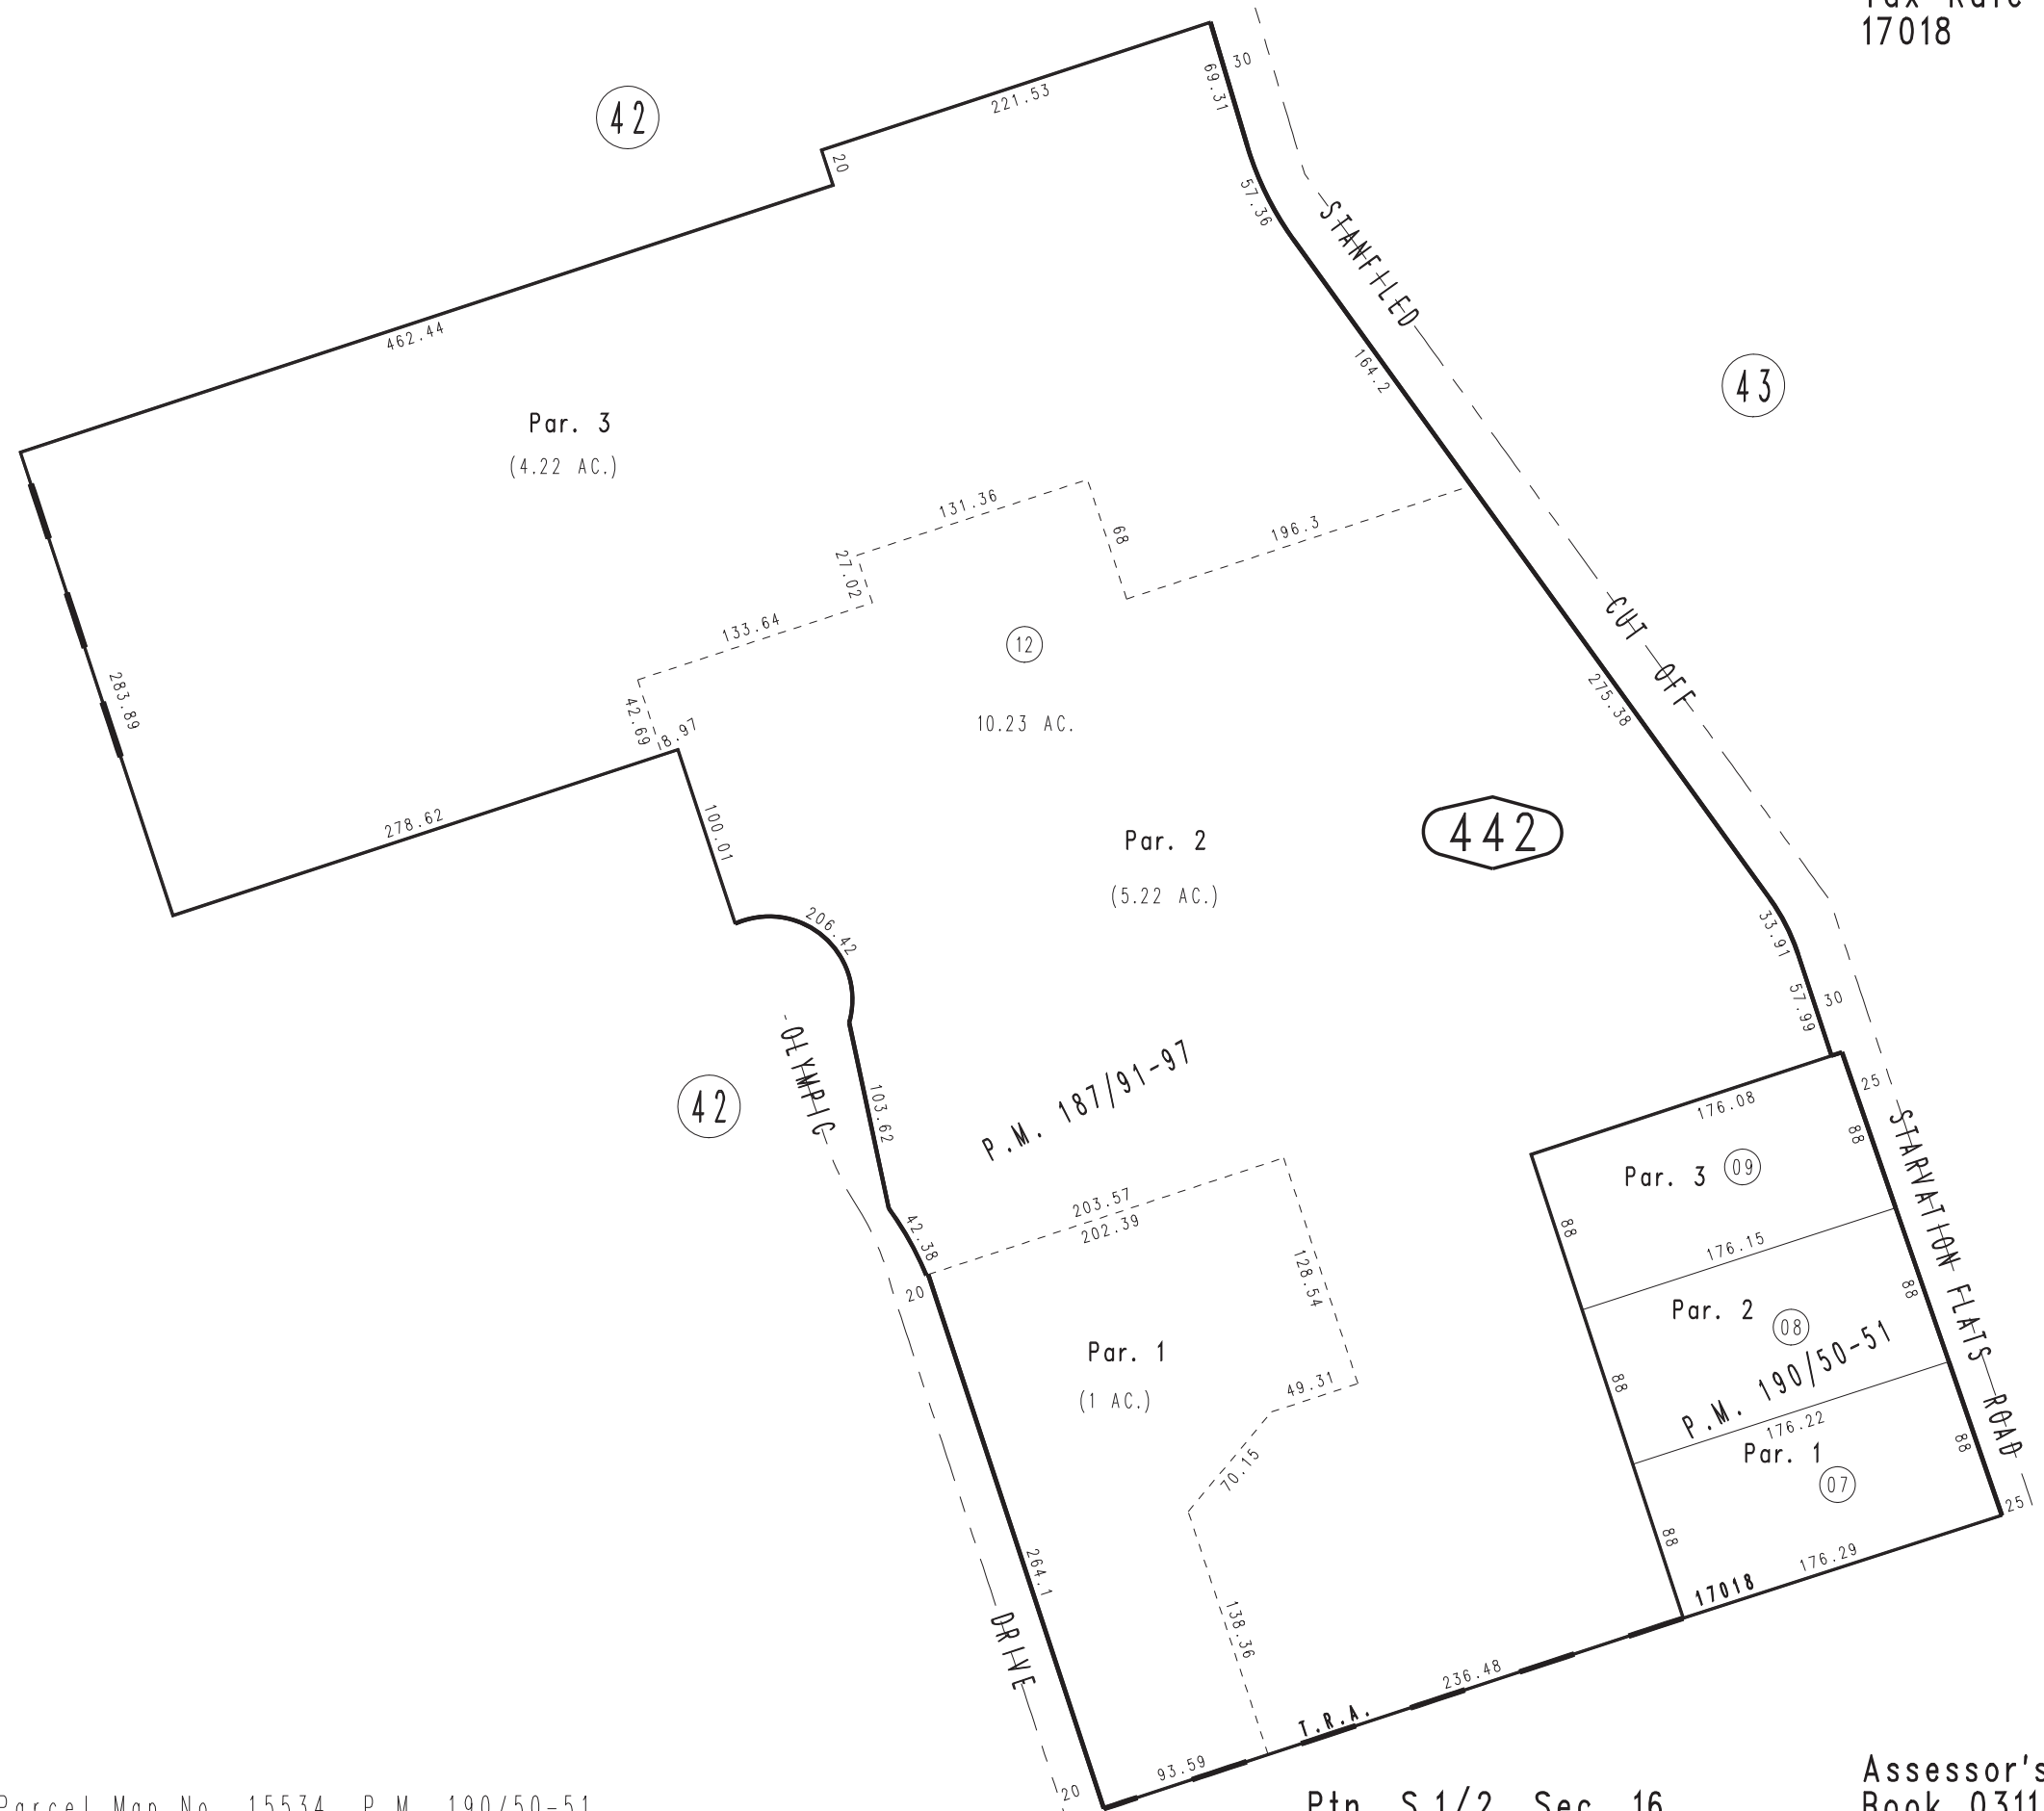 17018
30
69.31
221.53
42
20
57.36
STANFILED
462.44
164.2
43
Par. 3
(4.22 AC.)
131.36
68
196.3
27.02
133.64
12
CUT OFF
283.89
42.69
8.97
10.23 AC.
275.38
278.62
100.01
Par. 2
442
(5.22 AC.)
206.42
33.91
57.99
30
OLYMPIC
42
103.62
P.M. 187/91-97
25
176.08
88
STARVATION FLATS ROAD
Par. 3
09
203.57
202.39
42.38
20
88
176.15
128.54
88
Par. 2
08
P.M. 190/50-51
Par. 1
(1 AC.)
49.31
88
176.22
Par. 1
88
07
70.15
25
264.1
88
176.29
17018
138.36
DRIVE
236.48
T.R.A.
93.59
20
Assessor's
Parcel Map No. 15534, P.M. 190/50-51
Ptn. S.1/2, Sec. 16
Book 0311